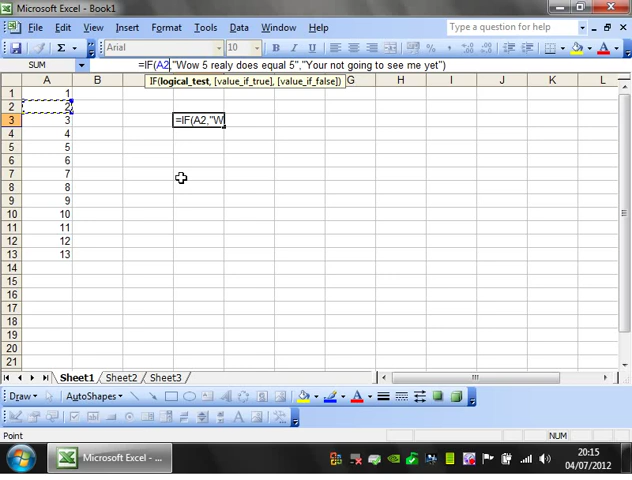 Microsoft Excel - Book1
File Edit View Insert Format Tools Data Window Help Type a question for help
Σ Arial 10 B
SUM =IF(A2,"Wow 5 realy does equal 5","Your not going to see me yet")
IF(logical_test, [value_if_true], [value_if_false])
A B C G H I J K L
1 1
2 2
3 3 =IF(A2,"W
4 4
5 5
6 6
7 7
8 8
9 9
10 10
11 11
12 12
13 13
14
15
16
17
18
19
20
21
Sheet1 Sheet2 Sheet3
Draw AutoShapes A
Point NUM
Microsoft Excel - ... 20:15
04/07/2012